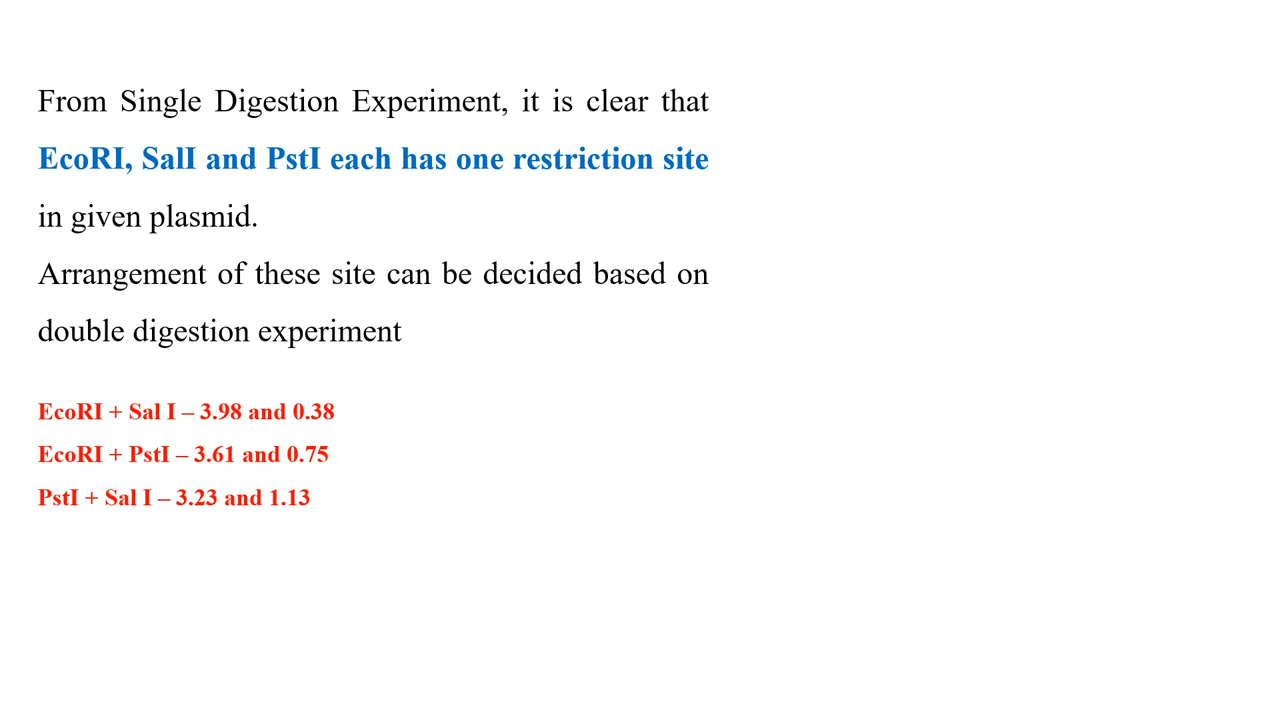 From Single Digestion Experiment, it is clear that
EcoRI, SalI and PstI each has one restriction site
in given plasmid.
Arrangement of these site can be decided based on
double digestion experiment
EcoRI + Sal I – 3.98 and 0.38
EcoRI + PstI – 3.61 and 0.75
PstI + Sal I – 3.23 and 1.13